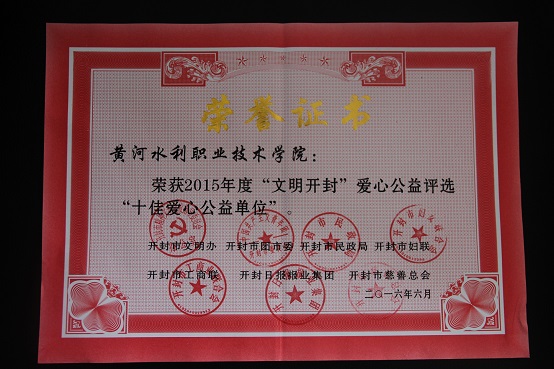 荣誉证书
黄河水利职业技术学院：
荣获2015年度“文明开封”爱心公益评选
“十佳爱心公益单位”。
开封市文明办 开封市团市委 开封市民政局 开封市妇联
开封市工商联 开封日报报业集团 开封市慈善总会
二〇一六年六月